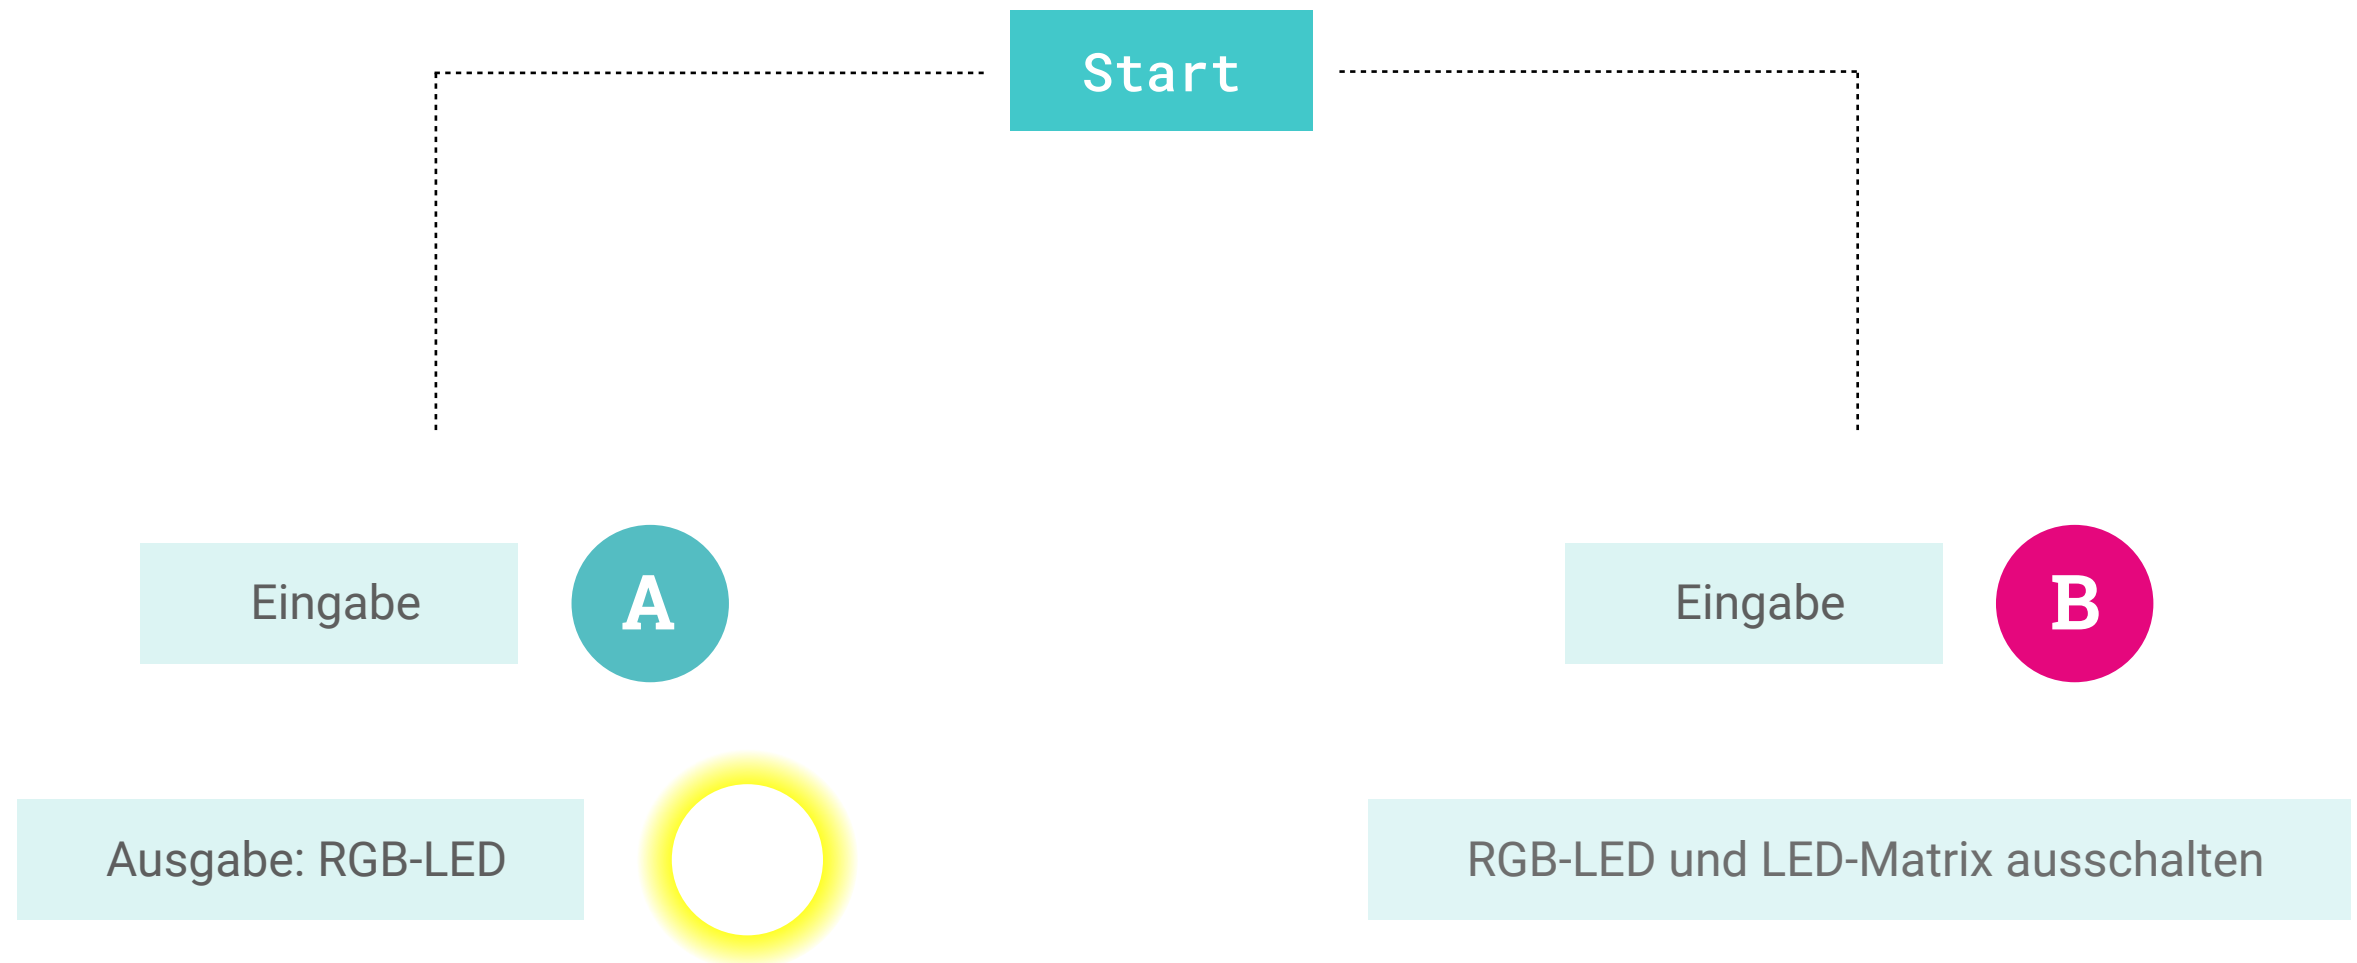 Start
Eingabe
A
Eingabe
B
Ausgabe: RGB-LED
RGB-LED und LED-Matrix ausschalten